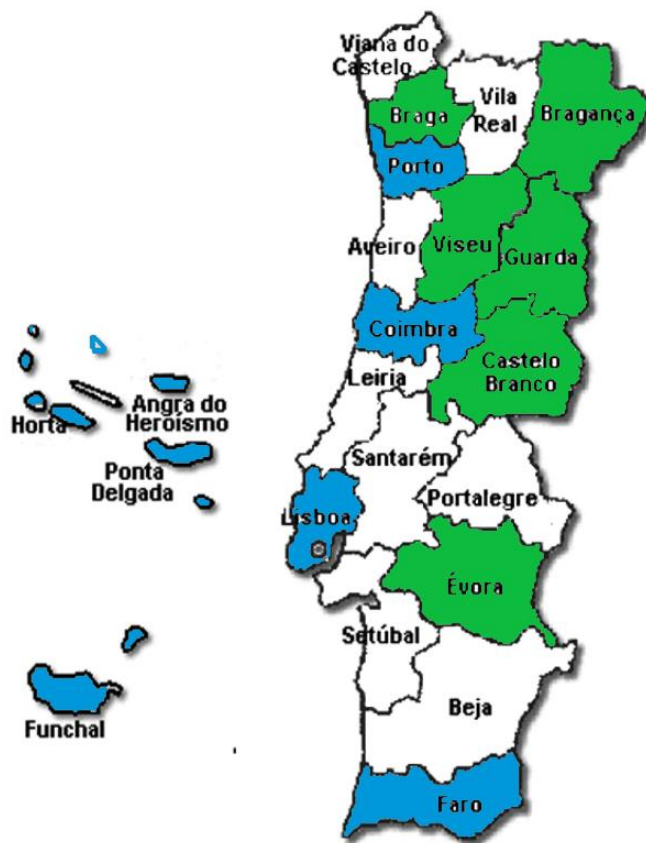 Viana do
Castelo
Braga
Vila
Real
Bragança
Porto
Aveiro
Viseu
Guarda
Coimbra
Leiria
Castelo
Branco
Horta
Angra do
Heroísmo
Ponta
Delgada
Santarém
Portalegre
Lisboa
Évora
Setúbal
Funchal
Beja
Faro